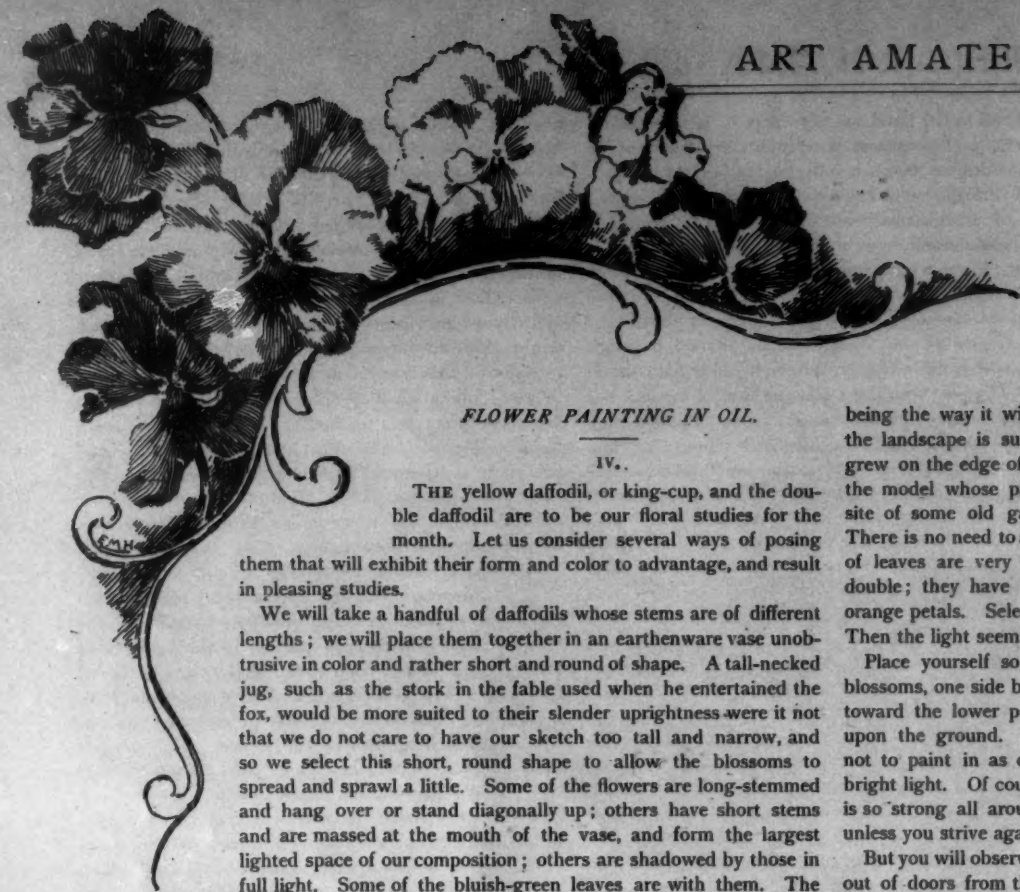 ART AMATE
FLOWER PAINTING IN OIL.
IV.
THE yellow daffodil, or king-cup, and the dou-
ble daffodil are to be our floral studies for the
month. Let us consider several ways of posing
them that will exhibit their form and color to advantage, and result
in pleasing studies.
We will take a handful of daffodils whose stems are of different
lengths; we will place them together in an earthenware vase unob-
trusive in color and rather short and round of shape. A tall-necked
jug, such as the stork in the fable used when he entertained the
fox, would be more suited to their slender uprightness were it not
that we do not care to have our sketch too tall and narrow, and
so we select this short, round shape to allow the blossoms to
spread and sprawl a little. Some of the flowers are long-stemmed
and hang over or stand diagonally up; others have short stems
and are massed at the mouth of the vase, and form the largest
lighted space of our composition; others are shadowed by those in
full light. Some of the bluish-green leaves are with them. The
being the way it wi
the landscape is su
grew on the edge of
the model whose p
site of some old ga
There is no need to
of leaves are very
double; they have
orange petals. Sele
Then the light seem
Place yourself so
blossoms, one side b
toward the lower p
upon the ground.
not to paint in as d
bright light. Of cou
is so strong all arou
unless you strive aga
But you will observ
out of doors from th
EMH